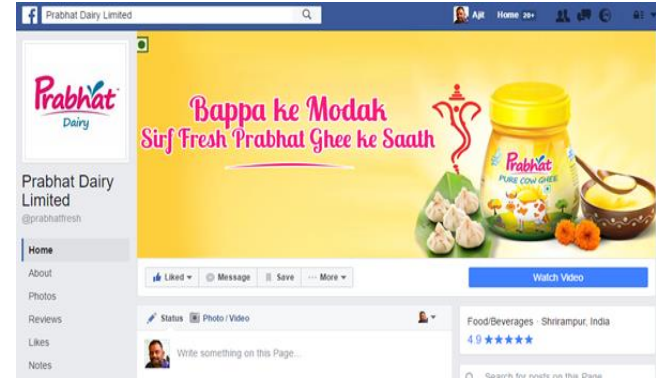 Prabhat Dairy Limited
Ajit Home 20+
Prabhat
Dairy
Bappa ke Modak
Sirf Fresh Prabhat Ghee ke Saath
Prabhat
PURE COW GHEE
Prabhat Dairy
Limited
@prabhatfresh
Home
About
Photos
Reviews
Likes
Notes
Liked Message Save ··· More
Watch Video
Status Photo / Video
Write something on this Page...
Food/Beverages · Shrirampur, India
4.9 ★★★★★
Search for posts on this Page